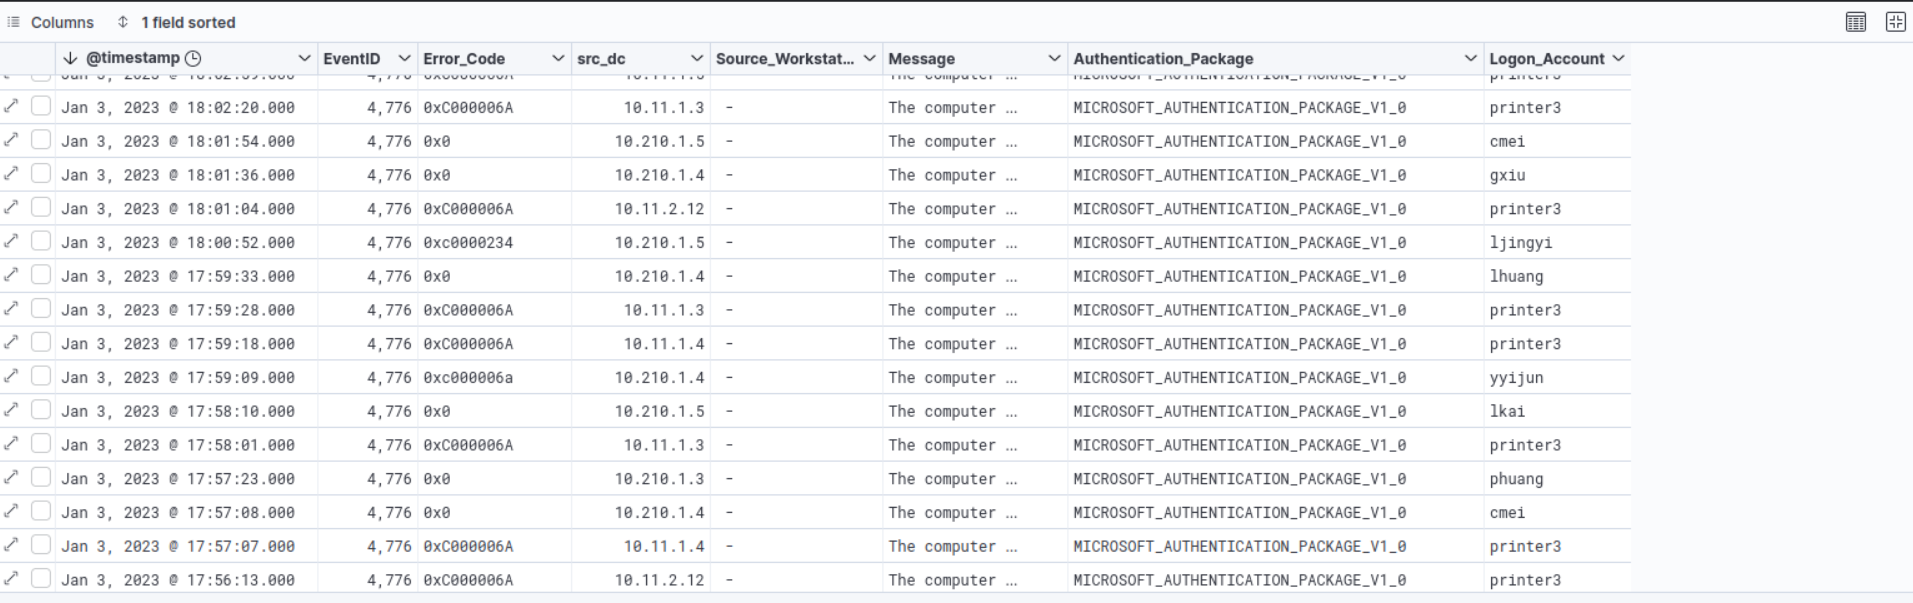 Columns 1 field sorted
@timestamp EventID Error_Code src_dc Source_Workstat... Message Authentication_Package Logon_Account
Jan 3, 2023 @ 18:02:20.000 4,776 0xC000006A 10.11.1.3 - The computer ... MICROSOFT_AUTHENTICATION_PACKAGE_V1_0 printer3
Jan 3, 2023 @ 18:01:54.000 4,776 0x0 10.210.1.5 - The computer ... MICROSOFT_AUTHENTICATION_PACKAGE_V1_0 cmei
Jan 3, 2023 @ 18:01:36.000 4,776 0x0 10.210.1.4 - The computer ... MICROSOFT_AUTHENTICATION_PACKAGE_V1_0 gxiu
Jan 3, 2023 @ 18:01:04.000 4,776 0xC000006A 10.11.2.12 - The computer ... MICROSOFT_AUTHENTICATION_PACKAGE_V1_0 printer3
Jan 3, 2023 @ 18:00:52.000 4,776 0xc0000234 10.210.1.5 - The computer ... MICROSOFT_AUTHENTICATION_PACKAGE_V1_0 ljingyi
Jan 3, 2023 @ 17:59:33.000 4,776 0x0 10.210.1.4 - The computer ... MICROSOFT_AUTHENTICATION_PACKAGE_V1_0 lhuang
Jan 3, 2023 @ 17:59:28.000 4,776 0xC000006A 10.11.1.3 - The computer ... MICROSOFT_AUTHENTICATION_PACKAGE_V1_0 printer3
Jan 3, 2023 @ 17:59:18.000 4,776 0xC000006A 10.11.1.4 - The computer ... MICROSOFT_AUTHENTICATION_PACKAGE_V1_0 printer3
Jan 3, 2023 @ 17:59:09.000 4,776 0xc000006a 10.210.1.4 - The computer ... MICROSOFT_AUTHENTICATION_PACKAGE_V1_0 yyijun
Jan 3, 2023 @ 17:58:10.000 4,776 0x0 10.210.1.5 - The computer ... MICROSOFT_AUTHENTICATION_PACKAGE_V1_0 lkai
Jan 3, 2023 @ 17:58:01.000 4,776 0xC000006A 10.11.1.3 - The computer ... MICROSOFT_AUTHENTICATION_PACKAGE_V1_0 printer3
Jan 3, 2023 @ 17:57:23.000 4,776 0x0 10.210.1.3 - The computer ... MICROSOFT_AUTHENTICATION_PACKAGE_V1_0 phuang
Jan 3, 2023 @ 17:57:08.000 4,776 0x0 10.210.1.4 - The computer ... MICROSOFT_AUTHENTICATION_PACKAGE_V1_0 cmei
Jan 3, 2023 @ 17:57:07.000 4,776 0xC000006A 10.11.1.4 - The computer ... MICROSOFT_AUTHENTICATION_PACKAGE_V1_0 printer3
Jan 3, 2023 @ 17:56:13.000 4,776 0xC000006A 10.11.2.12 - The computer ... MICROSOFT_AUTHENTICATION_PACKAGE_V1_0 printer3